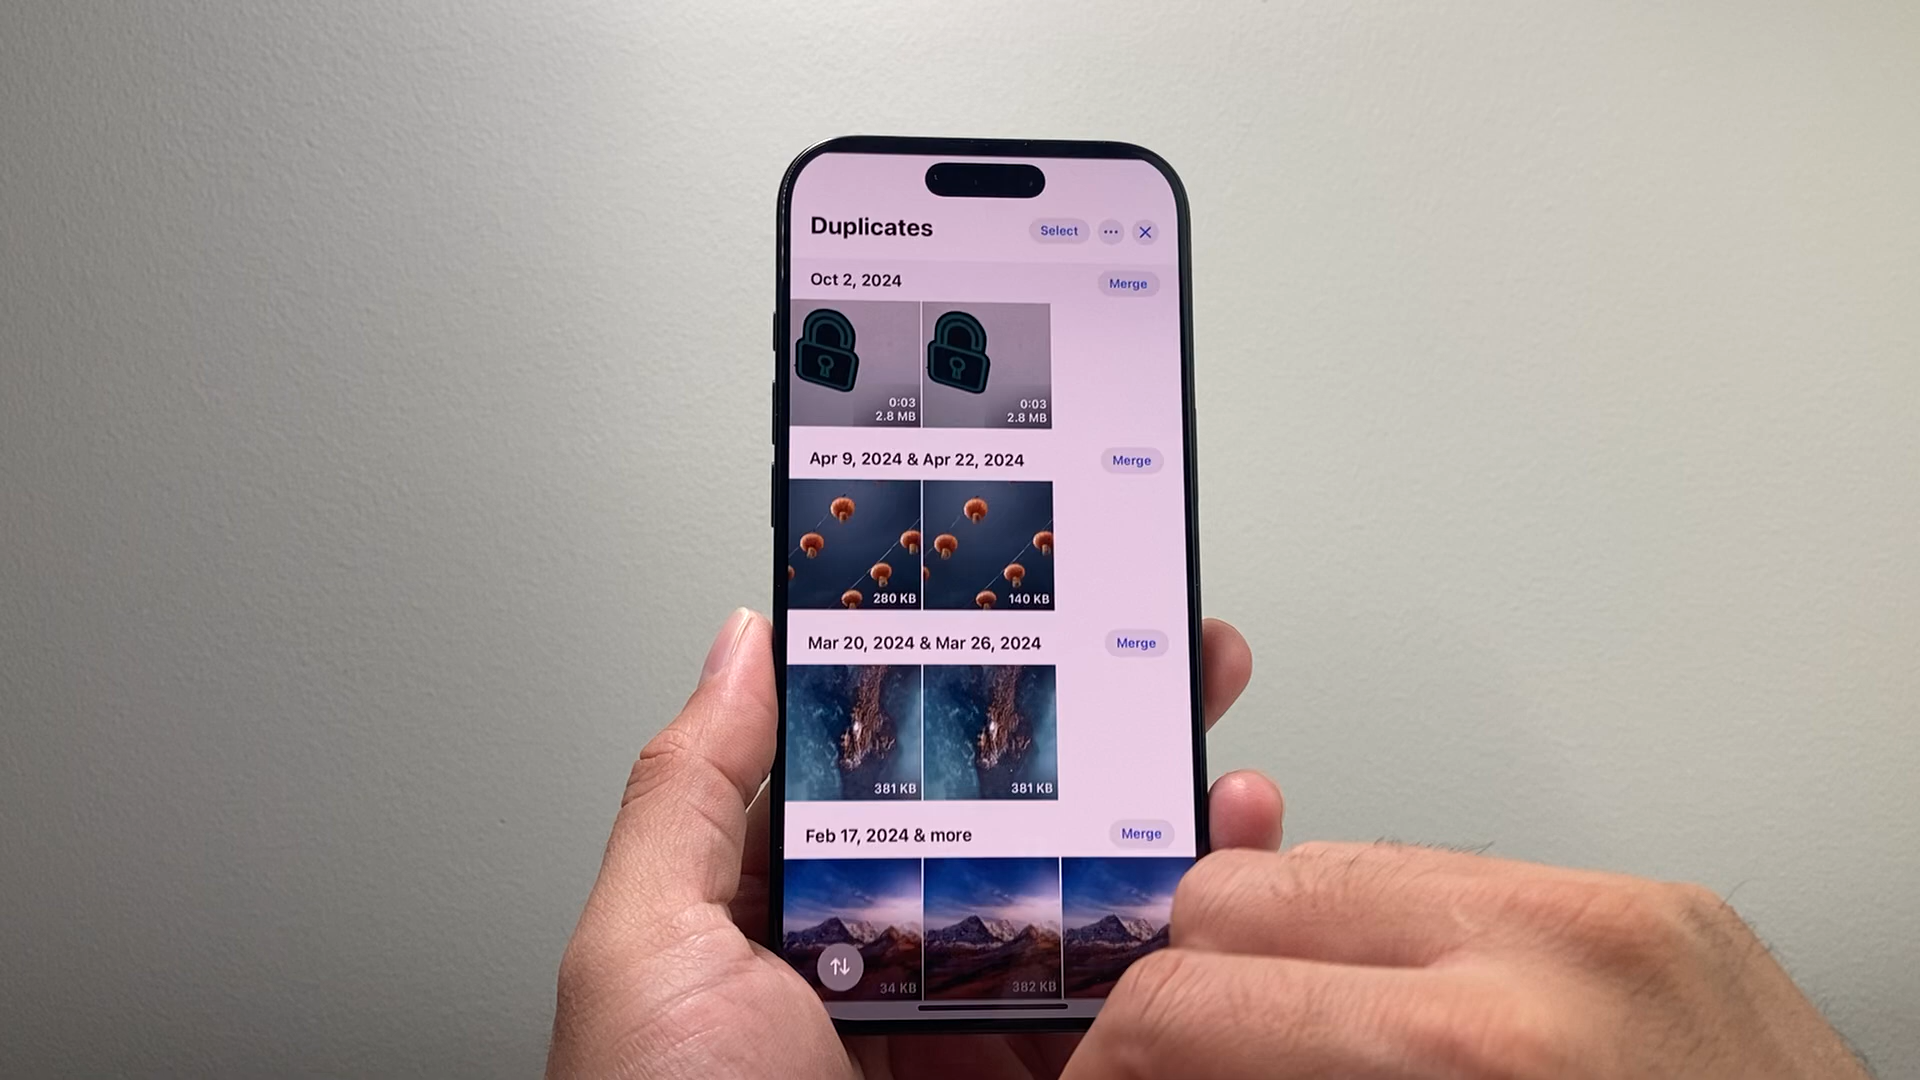 Duplicates
Select
Oct 2, 2024
Merge
0:03
2.8 MB
0:03
2.8 MB
Apr 9, 2024 & Apr 22, 2024
Merge
280 KB
140 KB
Mar 20, 2024 & Mar 26, 2024
Merge
381 KB
381 KB
Feb 17, 2024 & more
Merge
34 KB
382 KB